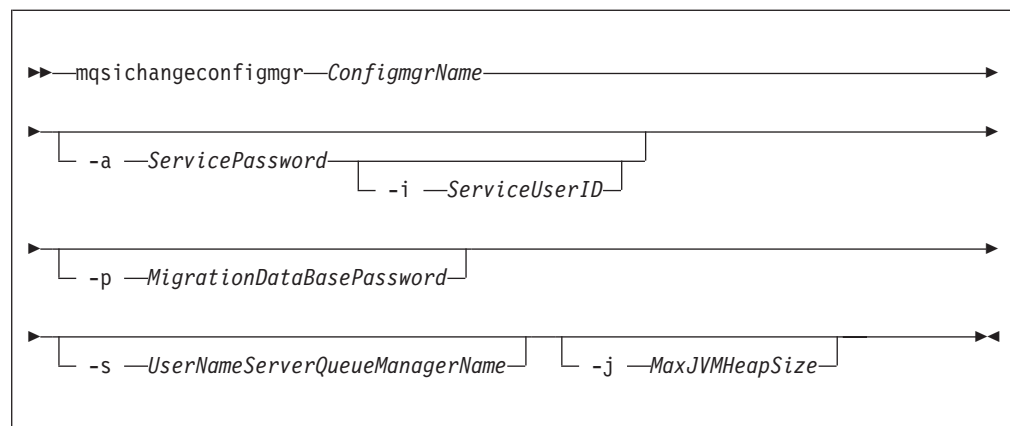 mqsichangeconfigmgr ConfigmgrName
-a ServicePassword
-i ServiceUserID
-p MigrationDataBasePassword
-s UserNameServerQueueManagerName -j MaxJVMHeapSize